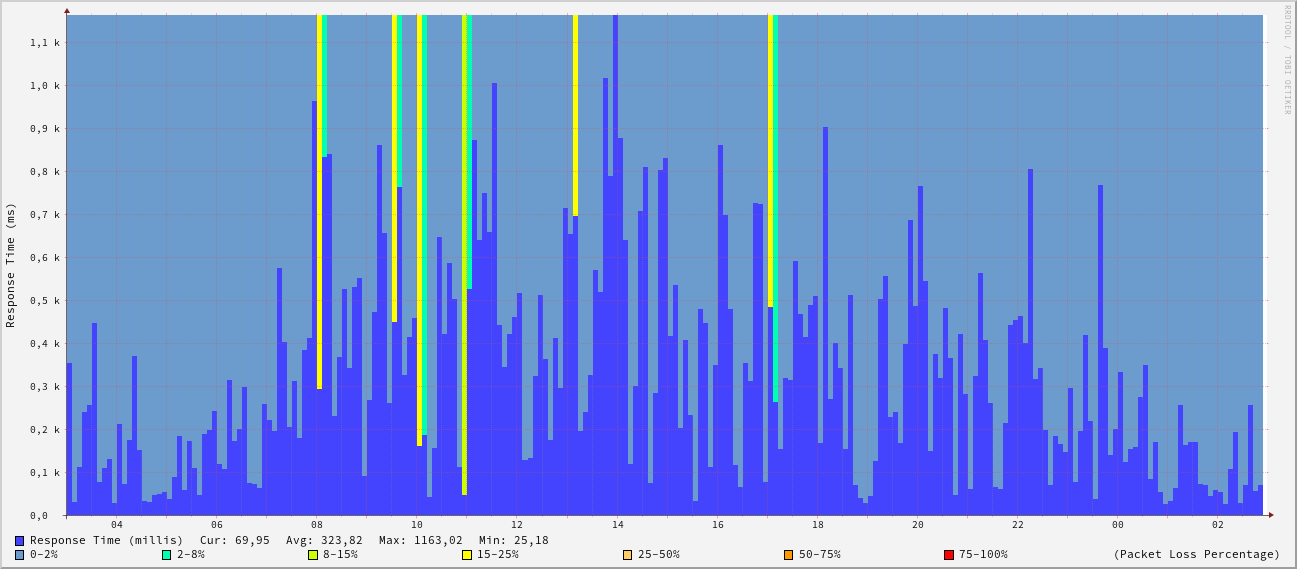 RRDTOOL / TOBI OETIKER
Response Time (ms)
1,1 k
1,0 k
0,9 k
0,8 k
0,7 k
0,6 k
0,5 k
0,4 k
0,3 k
0,2 k
0,1 k
0,0
04 06 08 10 12 14 16 18 20 22 00 02
Response Time (millis) Cur: 69,95 Avg: 323,82 Max: 1163,02 Min: 25,18
0-2% 2-8% 8-15% 15-25% 25-50% 50-75% 75-100% (Packet Loss Percentage)